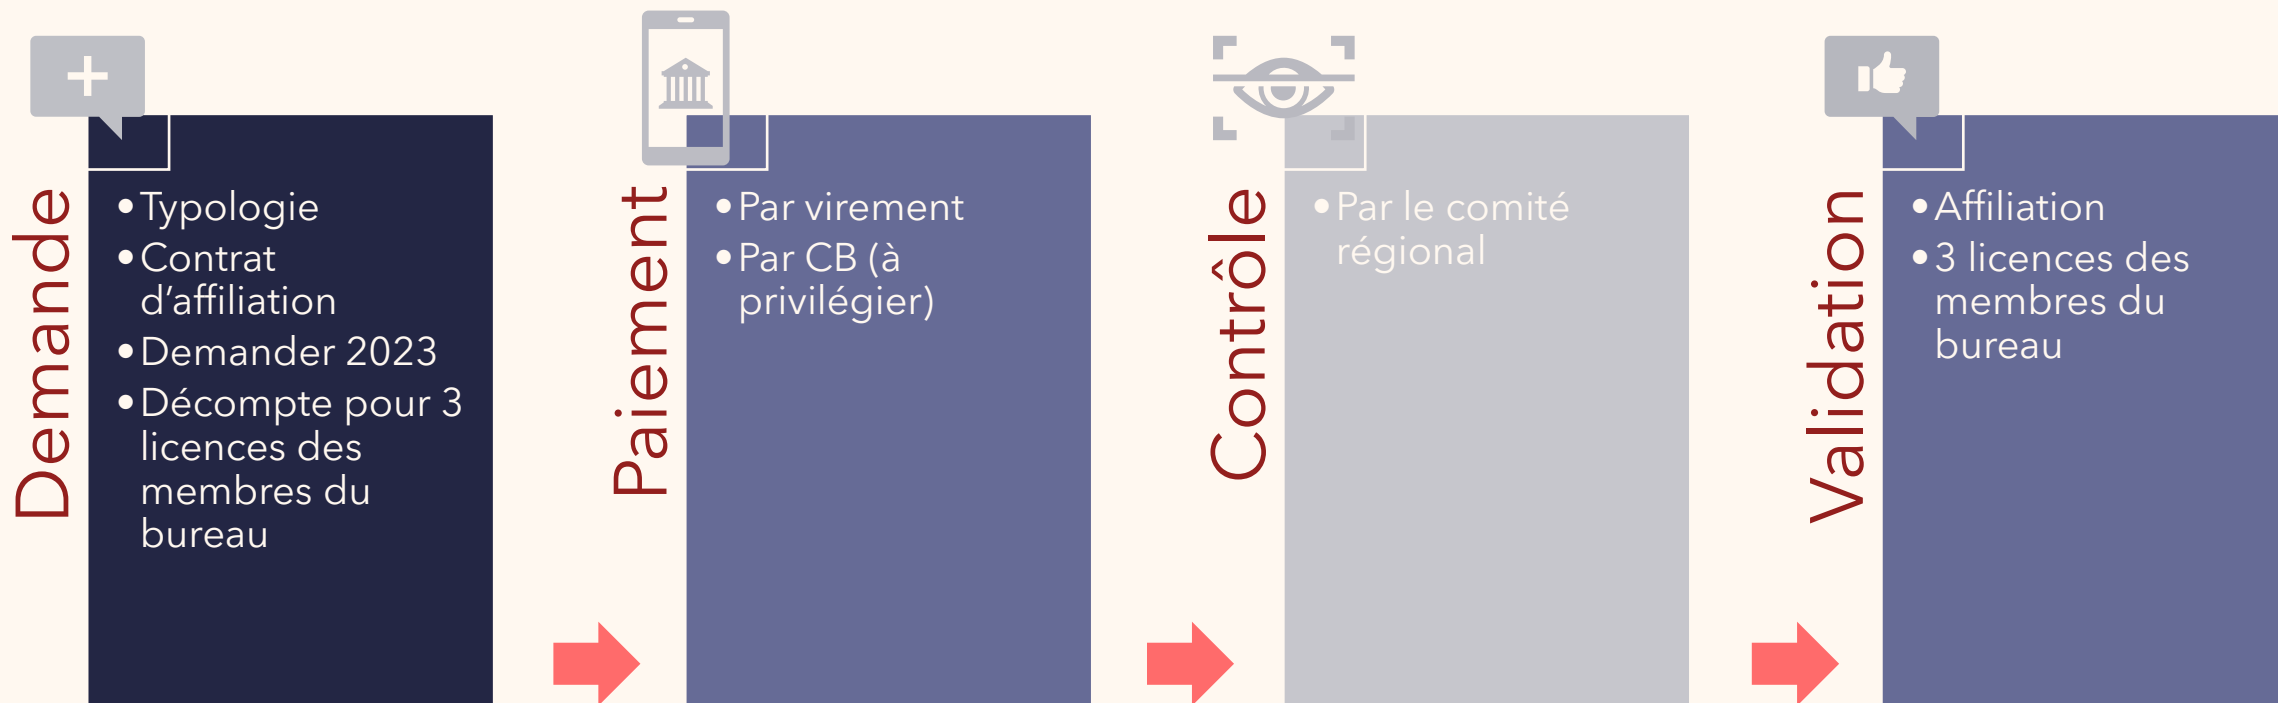 Demande
• Typologie
• Contrat
d’affiliation
• Demander 2023
• Décompte pour 3
licences des
membres du
bureau
Paiement
• Par virement
• Par CB (à
privilégier)
Contrôle
• Par le comité
régional
Validation
• Affiliation
• 3 licences des
membres du
bureau